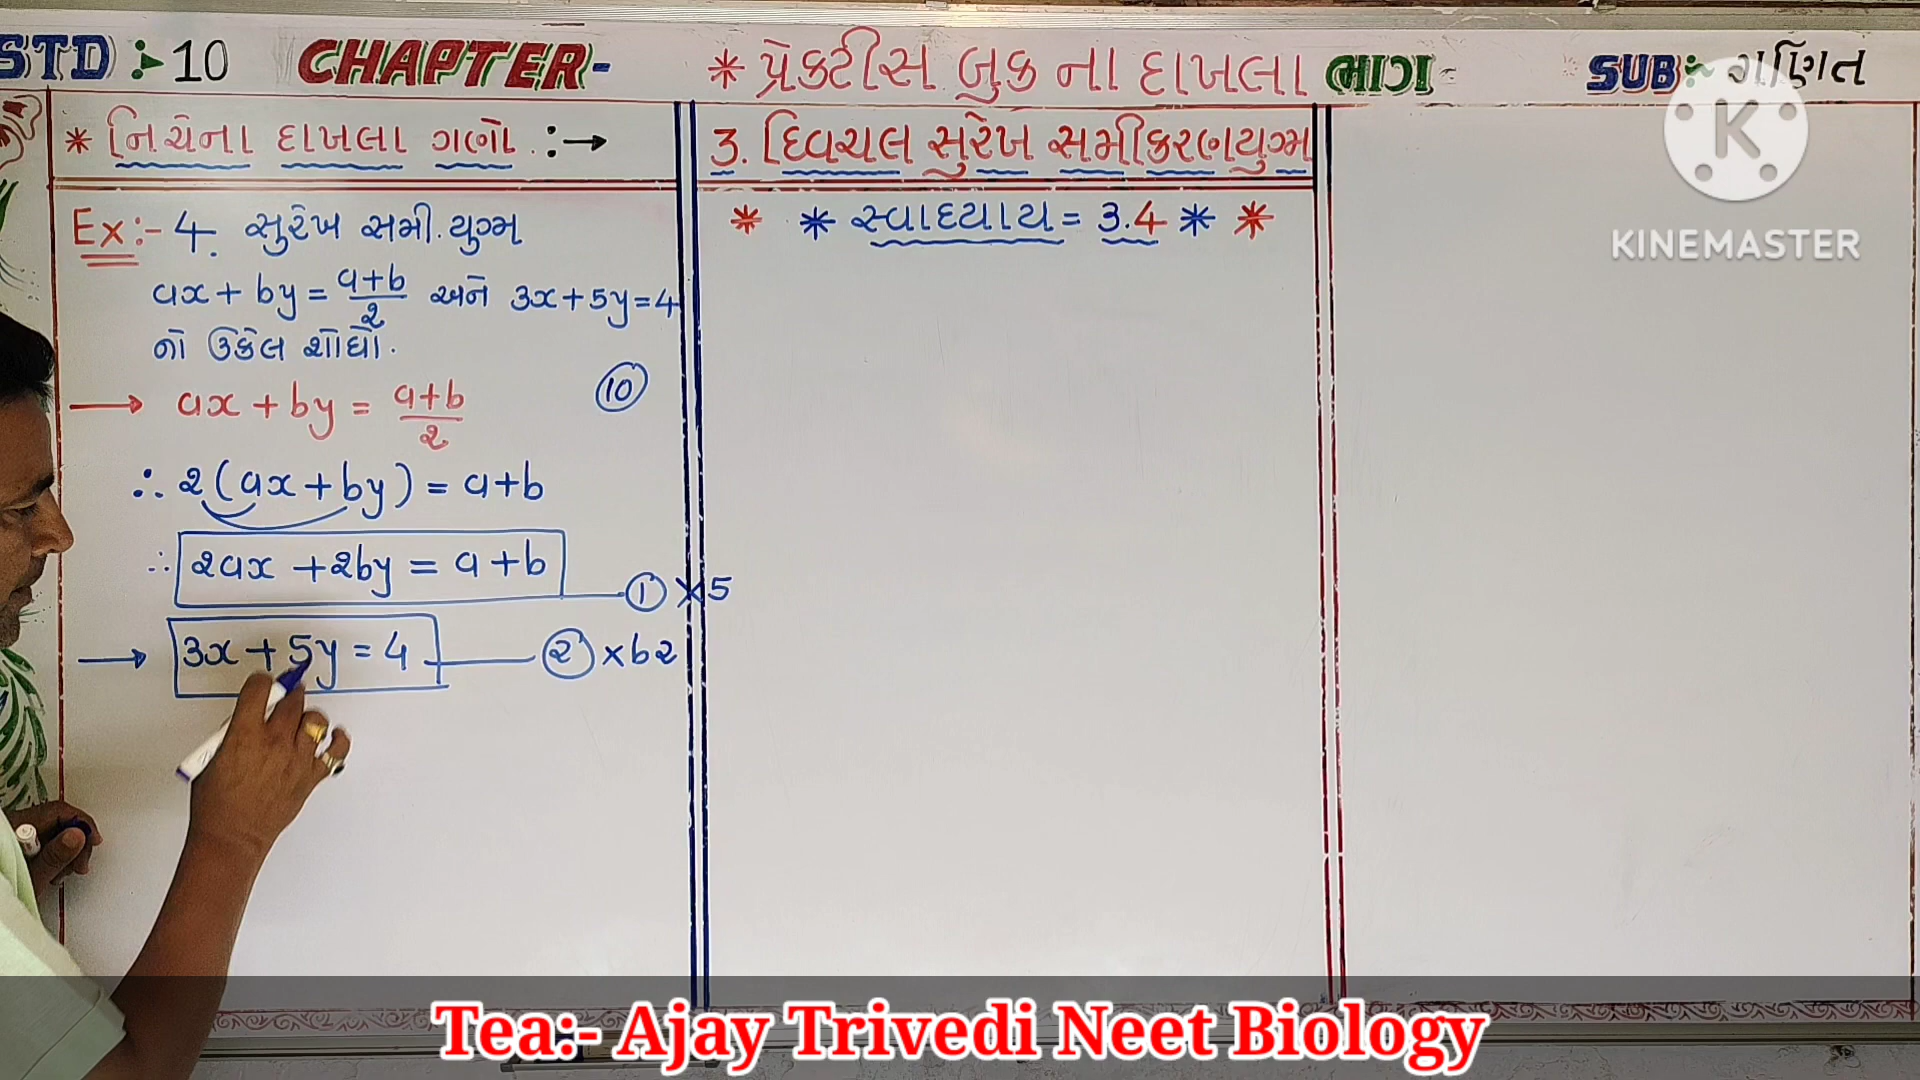 STD :- 10 CHAPTER- * પ્રેક્ટીસ બુક ના દાખલા ભાગ - SUB:- ગણિત
* નિચેના દાખલા ગણો :→
Ex:- 4. સુરેખ સમી. યુગ્મ
ax + by = a+b/2 અને 3x+5y=4
નો ઉકેલ શોધો.
10
→ ax + by = a+b/2
∴ 2(ax+by) = a+b
∴ 2ax + 2by = a+b — ① × 5
→ 3x + 5y = 4 — ② × b2
3. દ્વિચલ સુરેખ સમીકરણયુગ્મ
* * સ્વાધ્યાય = 3.4 * *
K
KINEMASTER
Tea:- Ajay Trivedi Neet Biology